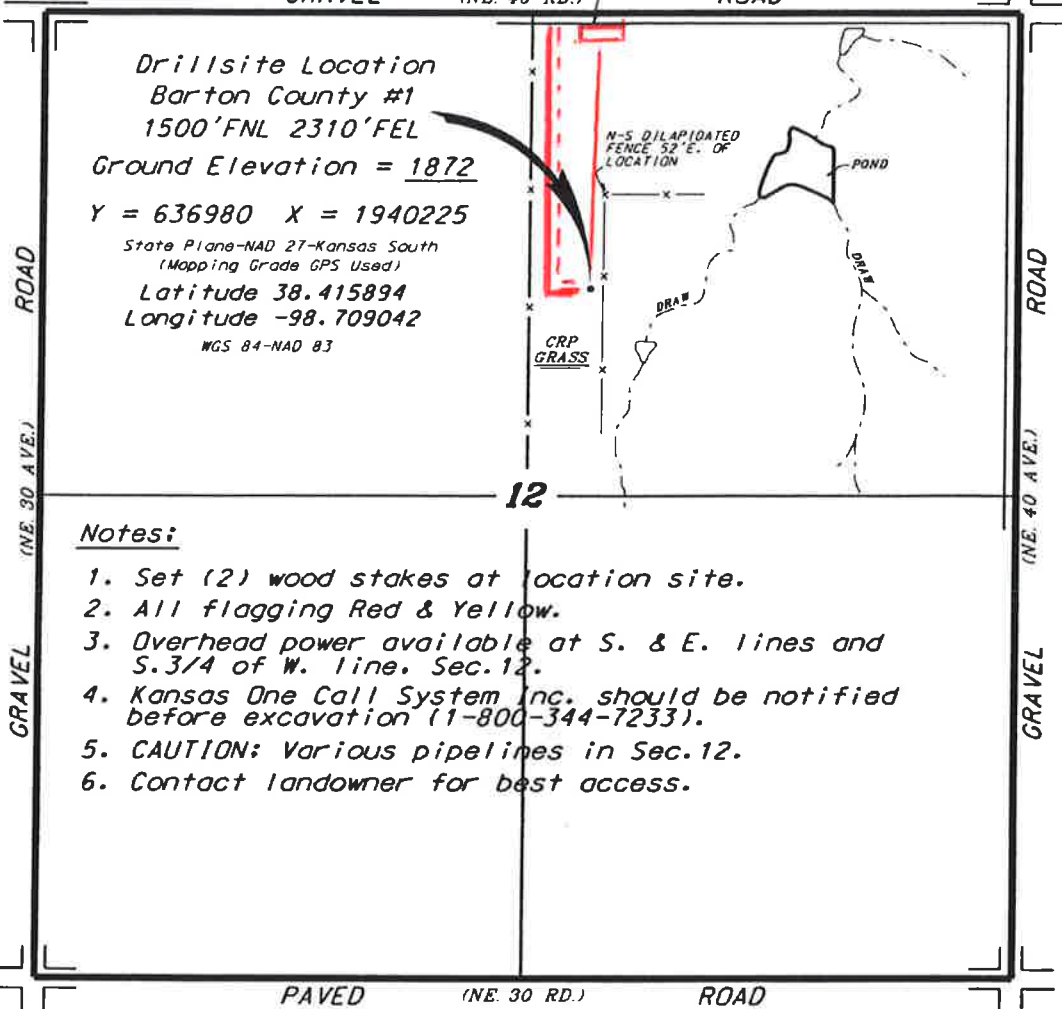 (NE. 40 RD.)
ROAD
Drillsite Location
Barton County #1
1500'FNL 2310'FEL
Ground Elevation = 1872
Y = 636980 X = 1940225
State Plane-NAD 27-Kansas South
(Mapping Grade GPS Used)
Latitude 38.415894
Longitude -98.709042
WGS 84-NAD 83
N-S DILAPIDATED
FENCE 52'E. OF
LOCATION
POND
DRAW
DRAW
CRP
GRASS
12
ROAD
(NE. 30 AVE.)
GRAVEL
ROAD
(NE. 40 AVE.)
GRAVEL
Notes:
1. Set (2) wood stakes at location site.
2. All flagging Red & Yellow.
3. Overhead power available at S. & E. lines and
S.3/4 of W. line. Sec.12.
4. Kansas One Call System Inc. should be notified
before excavation (1-800-344-7233).
5. CAUTION: Various pipelines in Sec.12.
6. Contact landowner for best access.
PAVED (NE. 30 RD.) ROAD